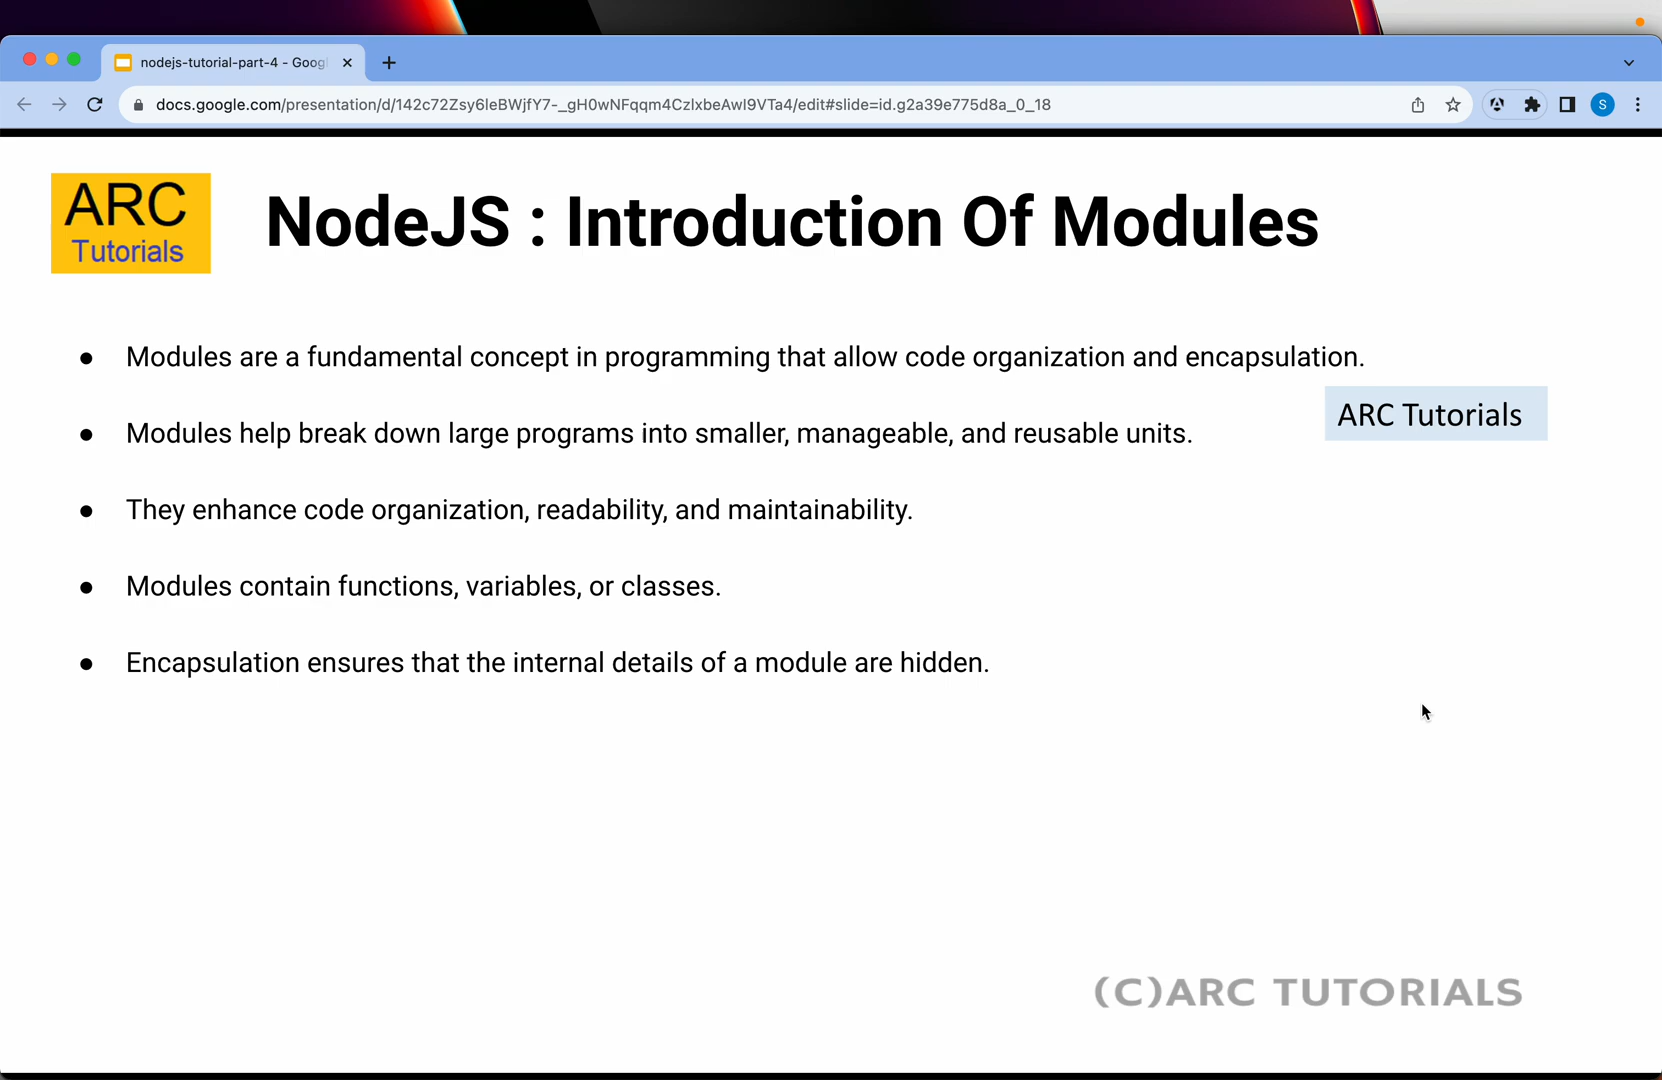 nodejs-tutorial-part-4 - Goog
docs.google.com/presentation/d/142c72Zsy6leBWjfY7-_gH0wNFqqm4CzlxbeAwI9VTa4/edit#slide=id.g2a39e775d8a_0_18
S
ARC
Tutorials
NodeJS : Introduction Of Modules
● Modules are a fundamental concept in programming that allow code organization and encapsulation.
ARC Tutorials
● Modules help break down large programs into smaller, manageable, and reusable units.
● They enhance code organization, readability, and maintainability.
● Modules contain functions, variables, or classes.
● Encapsulation ensures that the internal details of a module are hidden.
(C)ARC TUTORIALS